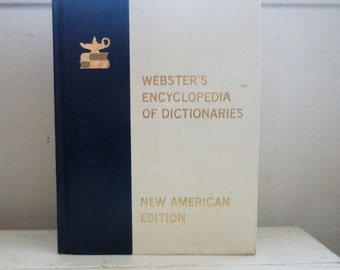 WEBSTER'S
ENCYCLOPEDIA
OF DICTIONARIES
NEW AMERICAN
EDITION